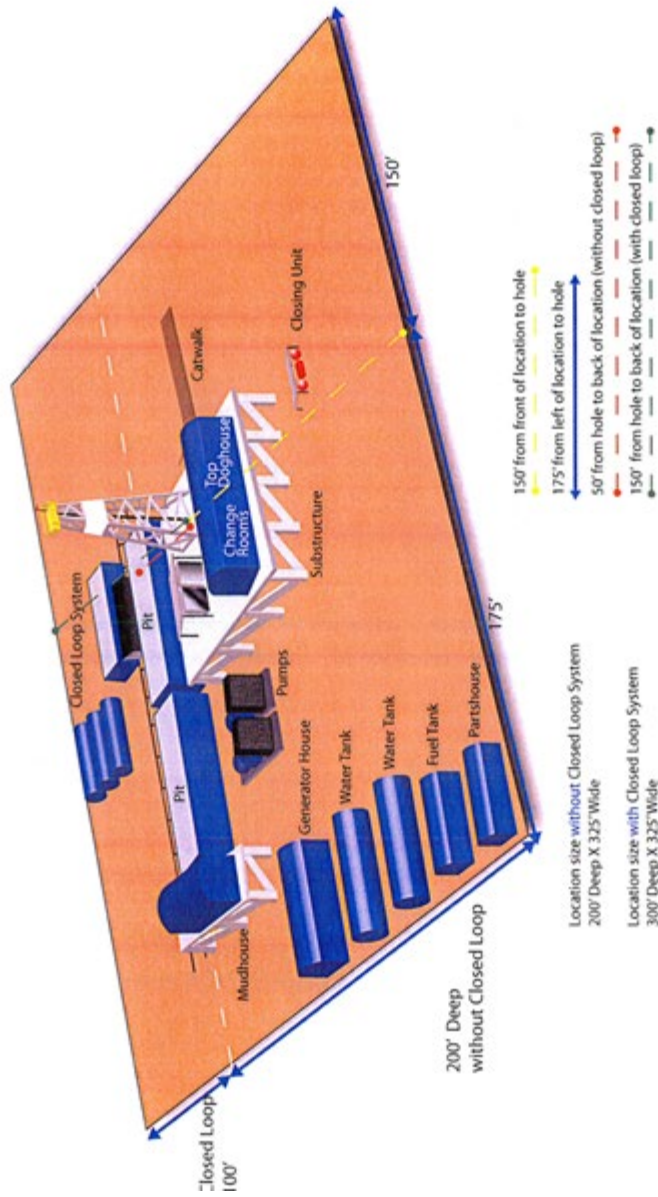 Closed Loop
100'
200' Deep
without Closed Loop
Mudhouse
Pit
Closed Loop System
Pit
Generator House
Water Tank
Water Tank
Fuel Tank
Partshouse
Pumps
Change
Rooms
Top
Doghouse
Substructure
Catwalk
Closing Unit
175'
150'
Location size without Closed Loop System
200' Deep X 325' Wide
Location size with Closed Loop System
300' Deep X 325' Wide
150' from front of location to hole
175' from left of location to hole
50' from hole to back of location (without closed loop)
150' from hole to back of location (with closed loop)